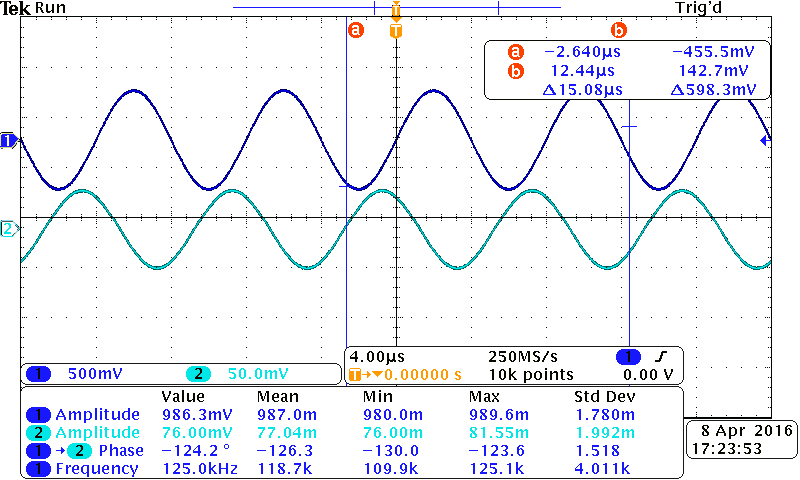 Tek Run Trig'd
T
a T b
a −2.640µs −455.5mV
b 12.44µs 142.7mV
Δ15.08µs Δ598.3mV
1
2
1 500mV 2 50.0mV
4.00µs 250MS/s 1
T→▼0.00000 s 10k points 0.00 V
Value Mean Min Max Std Dev
1 Amplitude 986.3mV 987.0m 980.0m 989.6m 1.780m
2 Amplitude 76.00mV 77.04m 76.00m 81.55m 1.992m
1 → 2 Phase −124.2 ° −126.3 −130.0 −123.6 1.518
1 Frequency 125.0kHz 118.7k 109.9k 125.1k 4.011k
8 Apr 2016
17:23:53